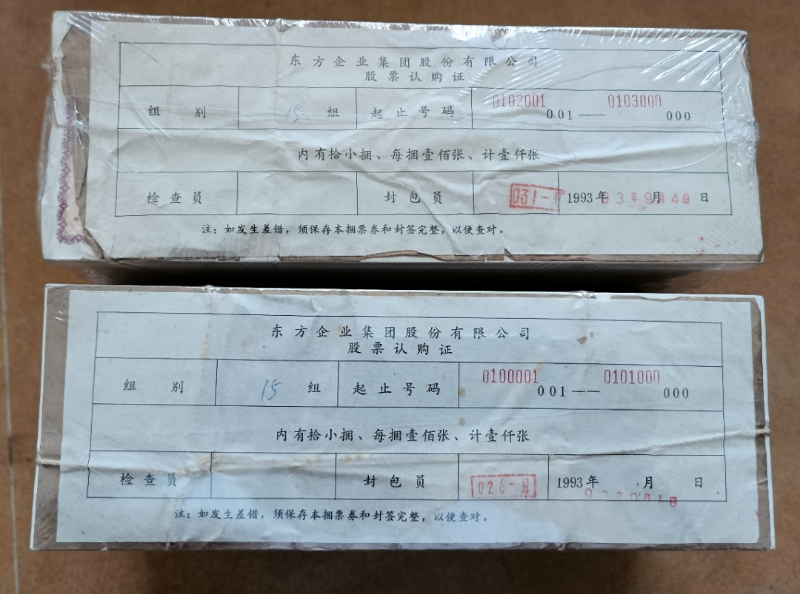 东方企业集团股份有限公司
股票认购证
组 别 15 组 起止号码 0102001 001 —— 0103000 000
内有拾小捆、每捆壹佰张、计壹仟张
检查员 封包员 1993年 月 日
注：如发生差错，须保存本捆票券和封签完整，以便查对。
东方企业集团股份有限公司
股票认购证
组 别 15 组 起止号码 0100001 001 —— 0101000 000
内有拾小捆、每捆壹佰张、计壹仟张
检查员 封包员 1993年 月 日
注：如发生差错，须保存本捆票券和封签完整，以便查对。